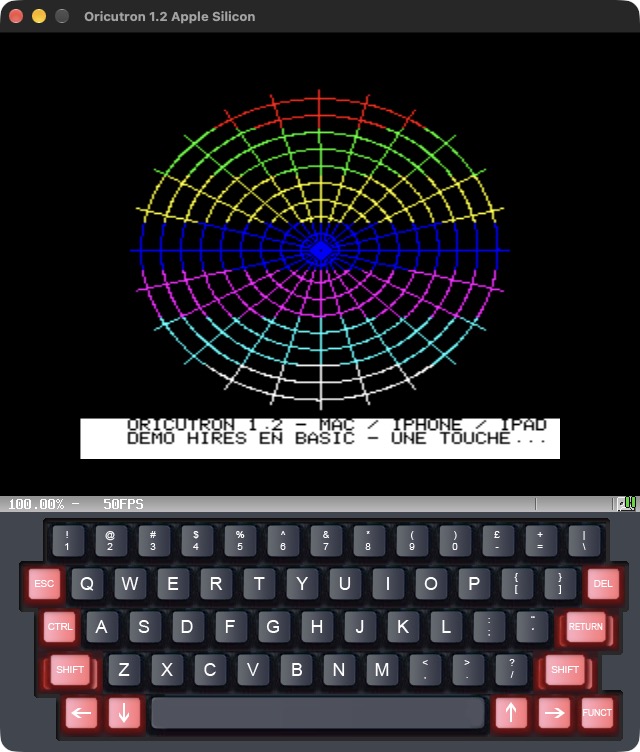 Oricutron 1.2 Apple Silicon
ORICUTRON 1.2 - MAC / IPHONE / IPAD
DEMO HIRES EN BASIC - UNE TOUCHE...
100.00% - 50FPS
! @ # $ % ^ & * ( ) £ + |
1 2 3 4 5 6 7 8 9 0 - = \
ESC Q W E R T Y U I O P { [ } ] DEL
CTRL A S D F G H J K L : ; " ' RETURN
SHIFT Z X C V B N M < , > . ? / SHIFT
← ↓ ↑ → FUNCT